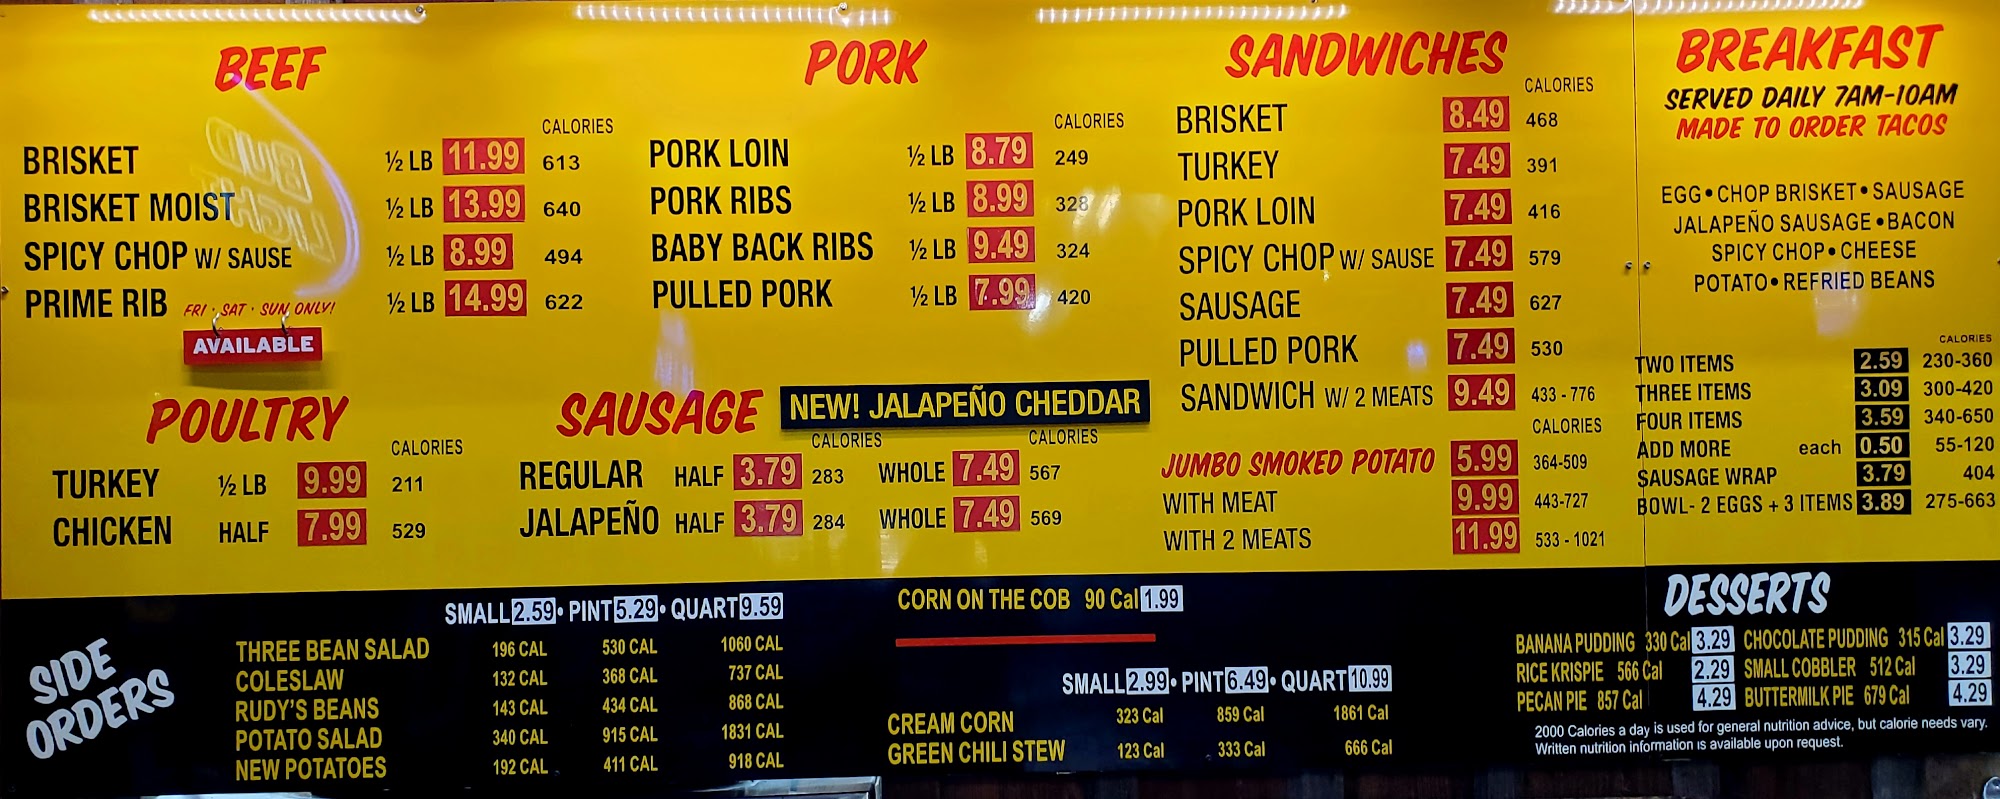 BEEF
CALORIES
BRISKET ½ LB 11.99 613
BRISKET MOIST ½ LB 13.99 640
SPICY CHOP W/ SAUSE ½ LB 8.99 494
PRIME RIB FRI · SAT · SUN ONLY! ½ LB 14.99 622
AVAILABLE
BUD
LIGHT
POULTRY
CALORIES
TURKEY ½ LB 9.99 211
CHICKEN HALF 7.99 529
PORK
CALORIES
PORK LOIN ½ LB 8.79 249
PORK RIBS ½ LB 8.99 328
BABY BACK RIBS ½ LB 9.49 324
PULLED PORK ½ LB 7.99 420
SAUSAGE NEW! JALAPEÑO CHEDDAR
CALORIES CALORIES
REGULAR HALF 3.79 283 WHOLE 7.49 567
JALAPEÑO HALF 3.79 284 WHOLE 7.49 569
SANDWICHES
CALORIES
BRISKET 8.49 468
TURKEY 7.49 391
PORK LOIN 7.49 416
SPICY CHOP W/ SAUSE 7.49 579
SAUSAGE 7.49 627
PULLED PORK 7.49 530
SANDWICH W/ 2 MEATS 9.49 433 - 776
CALORIES
JUMBO SMOKED POTATO 5.99 364-509
WITH MEAT 9.99 443-727
WITH 2 MEATS 11.99 533 - 1021
BREAKFAST
SERVED DAILY 7AM-10AM
MADE TO ORDER TACOS
EGG • CHOP BRISKET • SAUSAGE
JALAPEÑO SAUSAGE • BACON
SPICY CHOP • CHEESE
POTATO • REFRIED BEANS
CALORIES
TWO ITEMS 2.59 230-360
THREE ITEMS 3.09 300-420
FOUR ITEMS 3.59 340-650
ADD MORE each 0.50 55-120
SAUSAGE WRAP 3.79 404
BOWL- 2 EGGS + 3 ITEMS 3.89 275-663
SIDE
ORDERS
SMALL 2.59 • PINT 5.29 • QUART 9.59
THREE BEAN SALAD 196 CAL 530 CAL 1060 CAL
COLESLAW 132 CAL 368 CAL 737 CAL
RUDY'S BEANS 143 CAL 434 CAL 868 CAL
POTATO SALAD 340 CAL 915 CAL 1831 CAL
NEW POTATOES 192 CAL 411 CAL 918 CAL
CORN ON THE COB 90 Cal 1.99
SMALL 2.99 • PINT 6.49 • QUART 10.99
CREAM CORN 323 Cal 859 Cal 1861 Cal
GREEN CHILI STEW 123 Cal 333 Cal 666 Cal
DESSERTS
BANANA PUDDING 330 Cal 3.29 CHOCOLATE PUDDING 315 Cal 3.29
RICE KRISPIE 566 Cal 2.29 SMALL COBBLER 512 Cal 3.29
PECAN PIE 857 Cal 4.29 BUTTERMILK PIE 679 Cal 4.29
2000 Calories a day is used for general nutrition advice, but calorie needs vary.
Written nutrition information is available upon request.